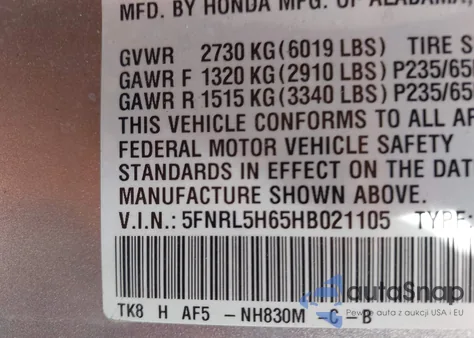 MFD. BY HONDA MFG. OF ALABAMA,
GVWR 2730 KG (6019 LBS) TIRE S
GAWR F 1320 KG (2910 LBS) P235/65
GAWR R 1515 KG (3340 LBS) P235/65
THIS VEHICLE CONFORMS TO ALL AP
FEDERAL MOTOR VEHICLE SAFETY
STANDARDS IN EFFECT ON THE DATE
MANUFACTURE SHOWN ABOVE.
V.I.N.: 5FNRL5H65HB021105 TYPE:
TK8 H AF5 -NH830M -C -B
autoSnap
Pewne auta z aukcji USA i EU